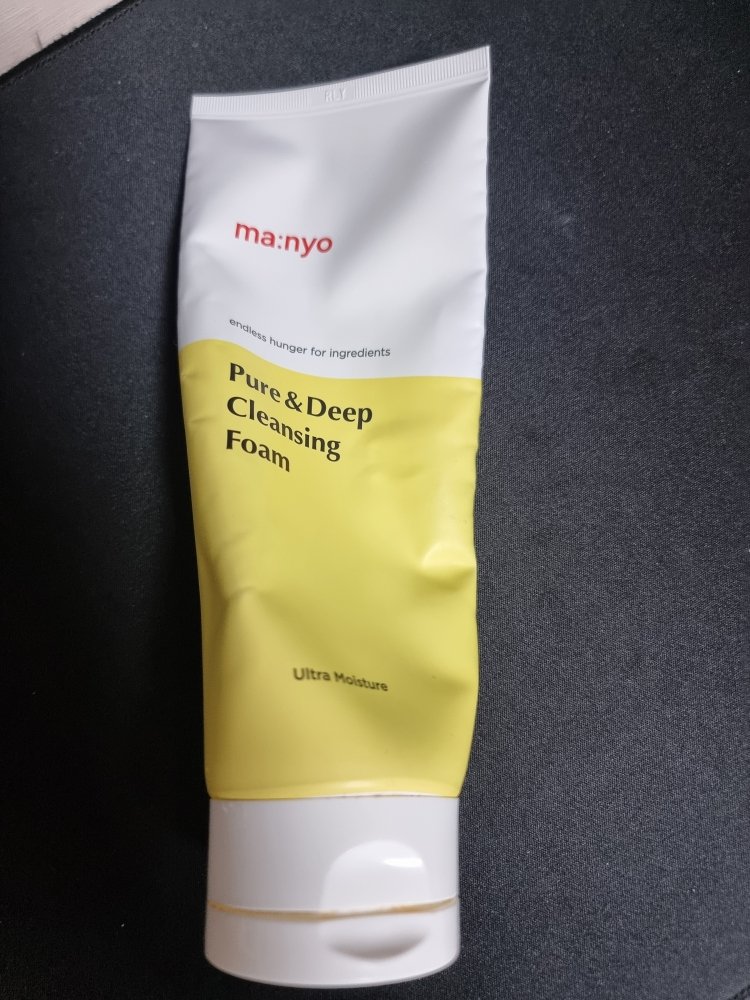 ma:nyo
endless hunger for ingredients
Pure & Deep
Cleansing
Foam
Ultra Moisture